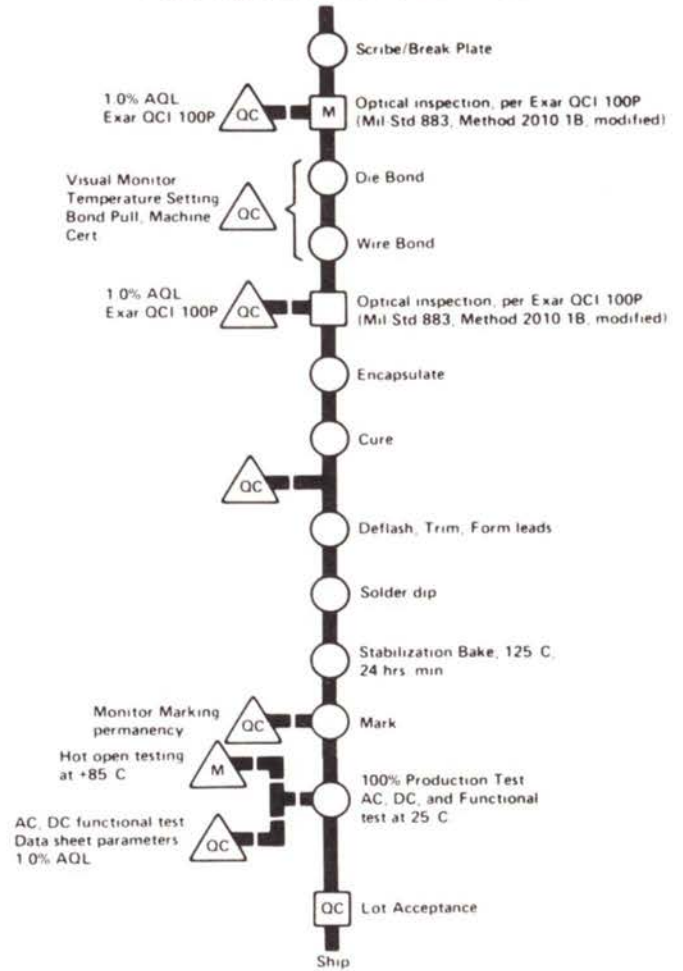 Scribe/Break Plate
1.0% AQL
Exar QCI 100P
QC
M
Optical inspection, per Exar QCI 100P
(Mil Std 883, Method 2010 1B, modified)
Visual Monitor
Temperature Setting
Bond Pull, Machine
Cert
QC
Die Bond
Wire Bond
1.0% AQL
Exar QCI 100P
QC
Optical inspection, per Exar QCI 100P
(Mil Std 883, Method 2010 1B, modified)
Encapsulate
Cure
QC
Deflash, Trim, Form leads
Solder dip
Stabilization Bake, 125 C,
24 hrs min
Monitor Marking
permanency
QC
Mark
Hot open testing
at +85 C
M
100% Production Test
AC, DC, and Functional
test at 25 C
AC, DC functional test
Data sheet parameters
1.0% AQL
QC
QC
Lot Acceptance
Ship